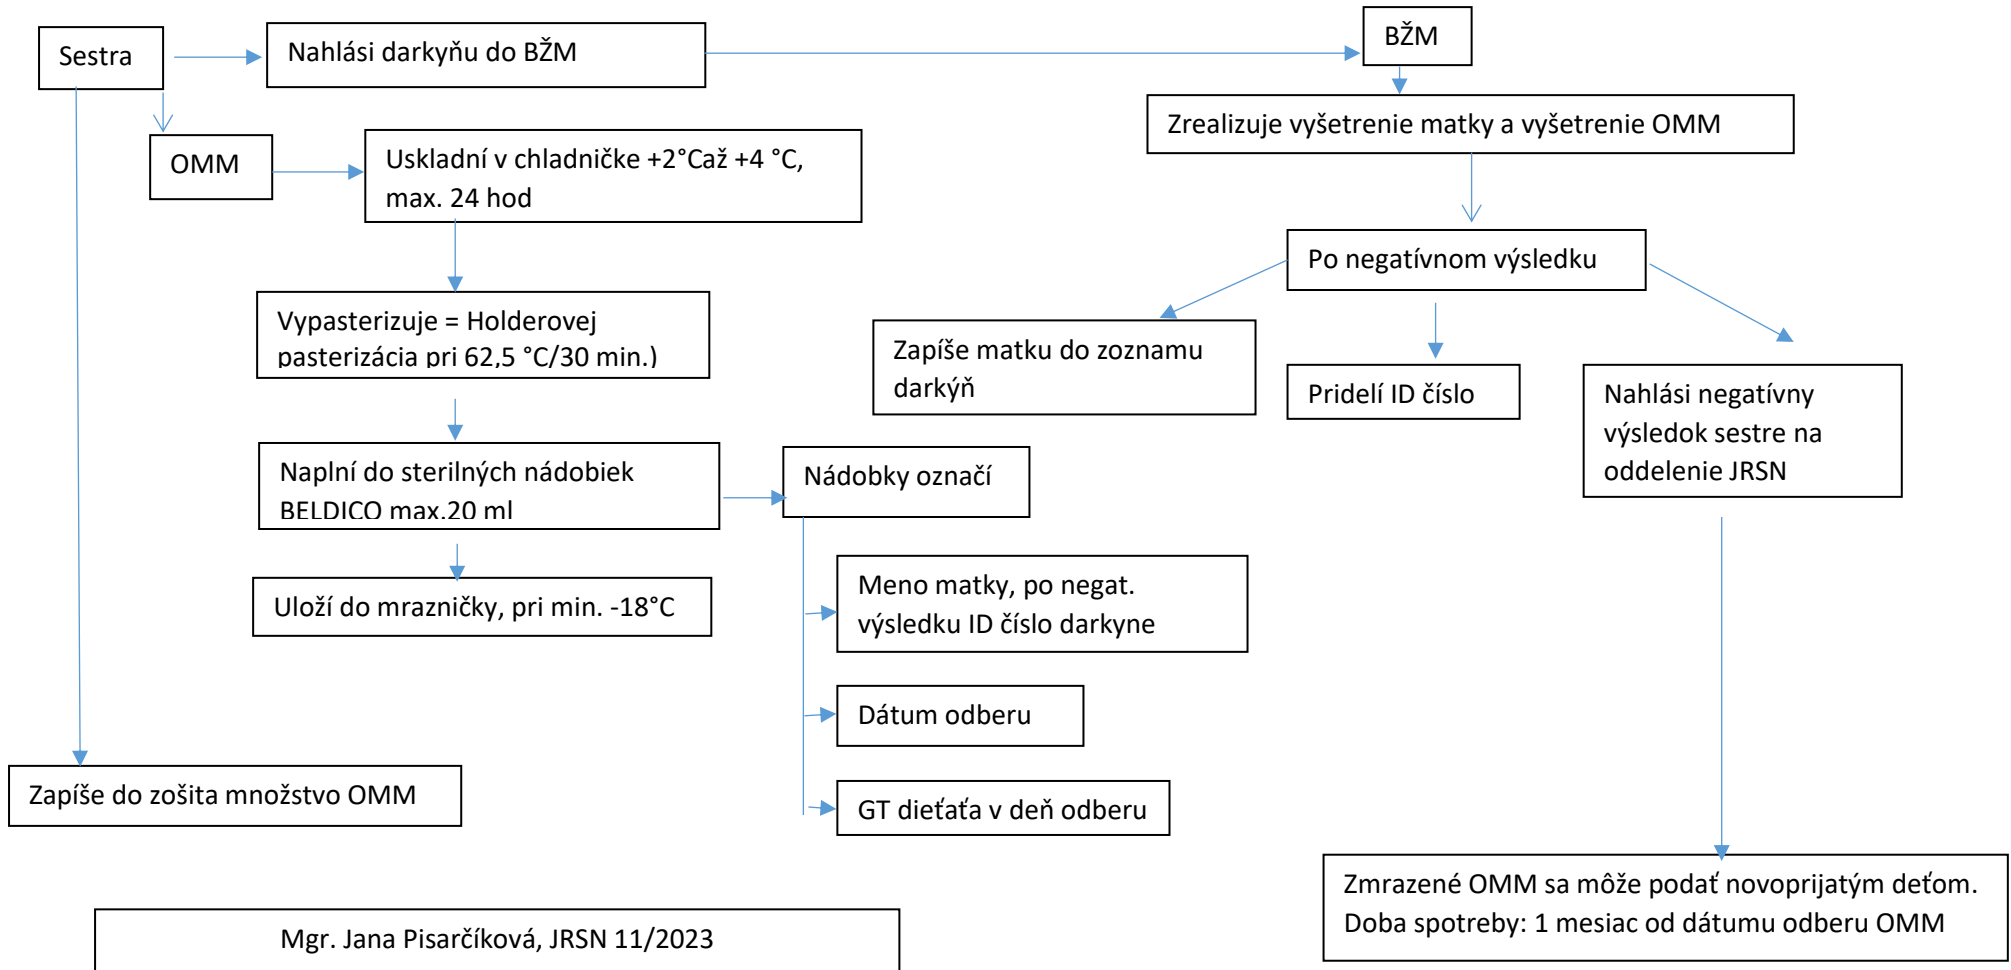 Sestra
Nahlási darkyňu do BŽM
BŽM
Zrealizuje vyšetrenie matky a vyšetrenie OMM
OMM
Uskladní v chladničke +2°Caž +4 °C,
max. 24 hod
Po negatívnom výsledku
Vypasterizuje = Holderovej
pasterizácia pri 62,5 °C/30 min.)
Zapíše matku do zoznamu
darkýň
Pridelí ID číslo
Nahlási negatívny
výsledok sestre na
oddelenie JRSN
Naplní do sterilných nádobiek
BELDICO max.20 ml
Nádobky označí
Uloží do mrazničky, pri min. -18°C
Meno matky, po negat.
výsledku ID číslo darkyne
Dátum odberu
Zapíše do zošita množstvo OMM
GT dieťaťa v deň odberu
Zmrazené OMM sa môže podať novoprijatým deťom.
Doba spotreby: 1 mesiac od dátumu odberu OMM
Mgr. Jana Pisarčíková, JRSN 11/2023